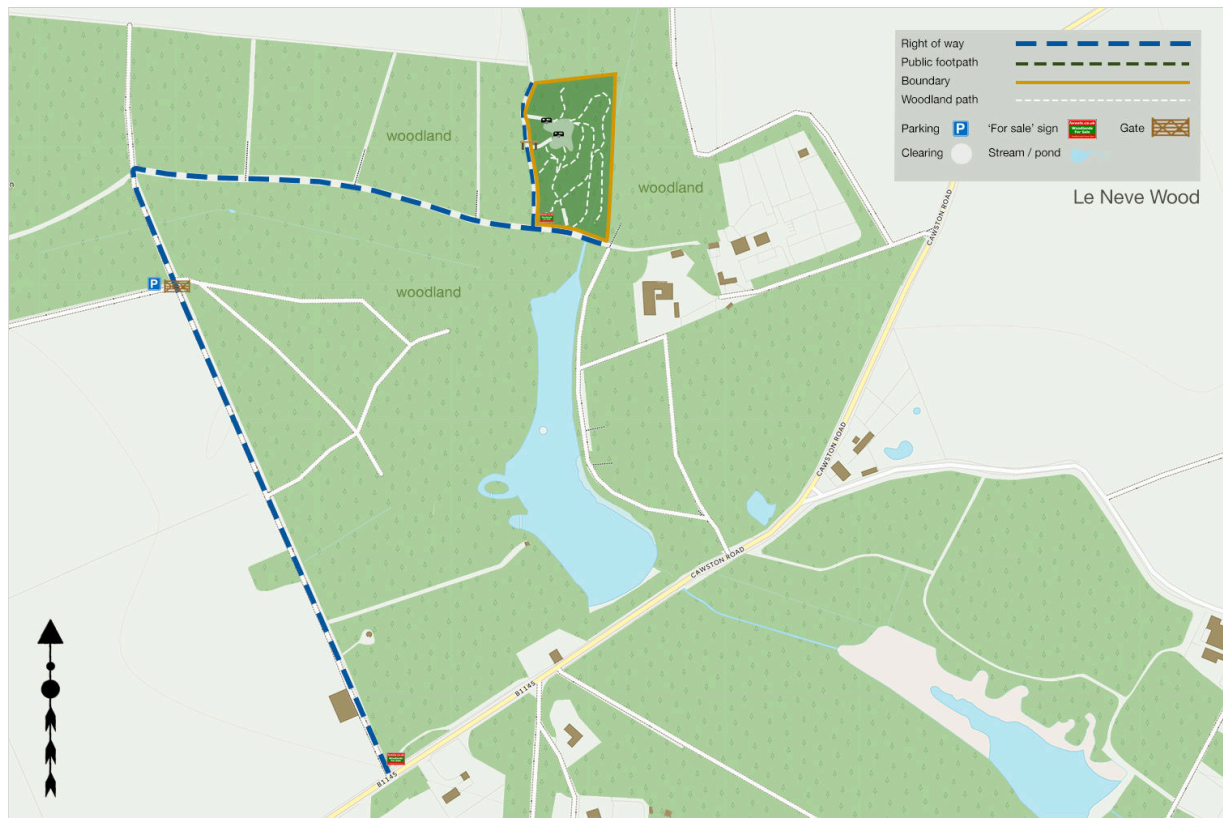 Right of way
Public footpath
Boundary
Woodland path
Parking P 'For sale' sign Gate
Clearing Stream / pond
Le Neve Wood
woodland
woodland
woodland
P
CAWSTON ROAD
CAWSTON ROAD
CAWSTON ROAD
B1145
B1145